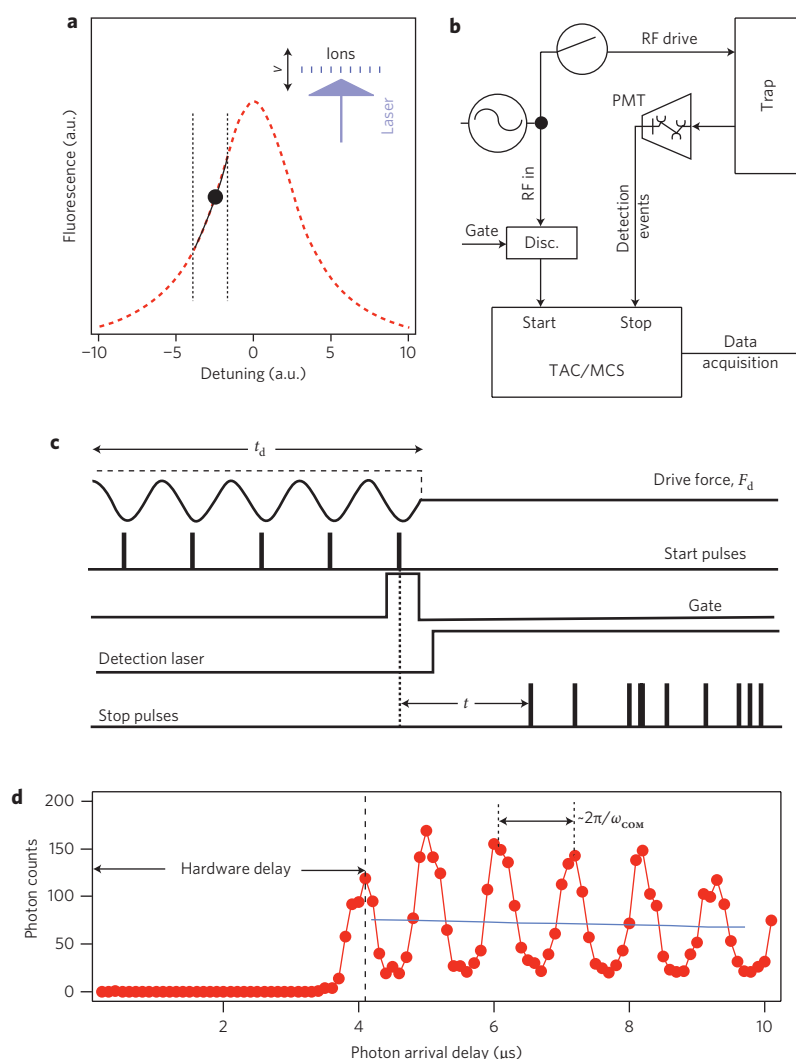 a
Ions
v
Laser
Fluorescence (a.u.)
−10
−5
0
5
10
Detuning (a.u.)
b
RF drive
PMT
Trap
RF in
Detection
events
Gate
Disc.
Start
Stop
TAC/MCS
Data
acquisition
c
t_d
Drive force, F_d
Start pulses
Gate
Detection laser
t
Stop pulses
d
200
150
100
50
0
Photon counts
Hardware delay
~2π/ω_COM
2
4
6
8
10
Photon arrival delay (μs)